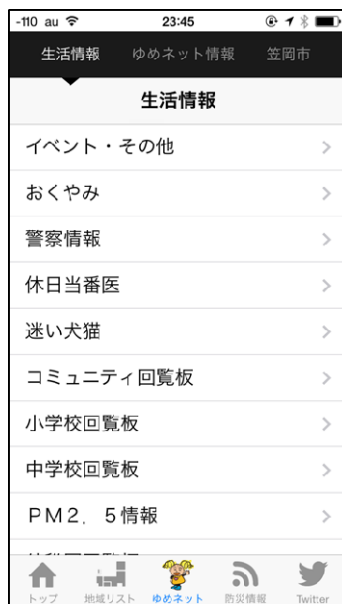 -110 au 23:45
生活情報 ゆめネット情報 笠岡市
生活情報
イベント・その他
おくやみ
警察情報
休日当番医
迷い犬猫
コミュニティ回覧板
小学校回覧板
中学校回覧板
ＰＭ２．５情報
トップ 地域リスト ゆめネット 防災情報 Twitter